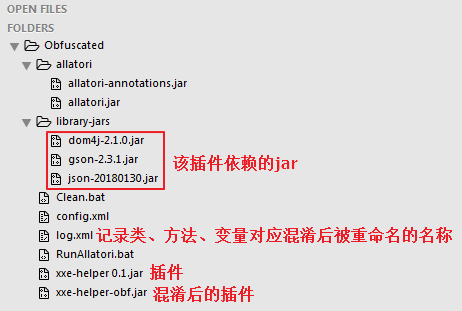 OPEN FILES
FOLDERS
Obfuscated
allatori
allatori-annotations.jar
allatori.jar
library-jars
dom4j-2.1.0.jar
gson-2.3.1.jar 该插件依赖的jar
json-20180130.jar
Clean.bat
config.xml
log.xml 记录类、方法、变量对应混淆后被重命名的名称
RunAllatori.bat
xxe-helper 0.1.jar 插件
xxe-helper-obf.jar 混淆后的插件